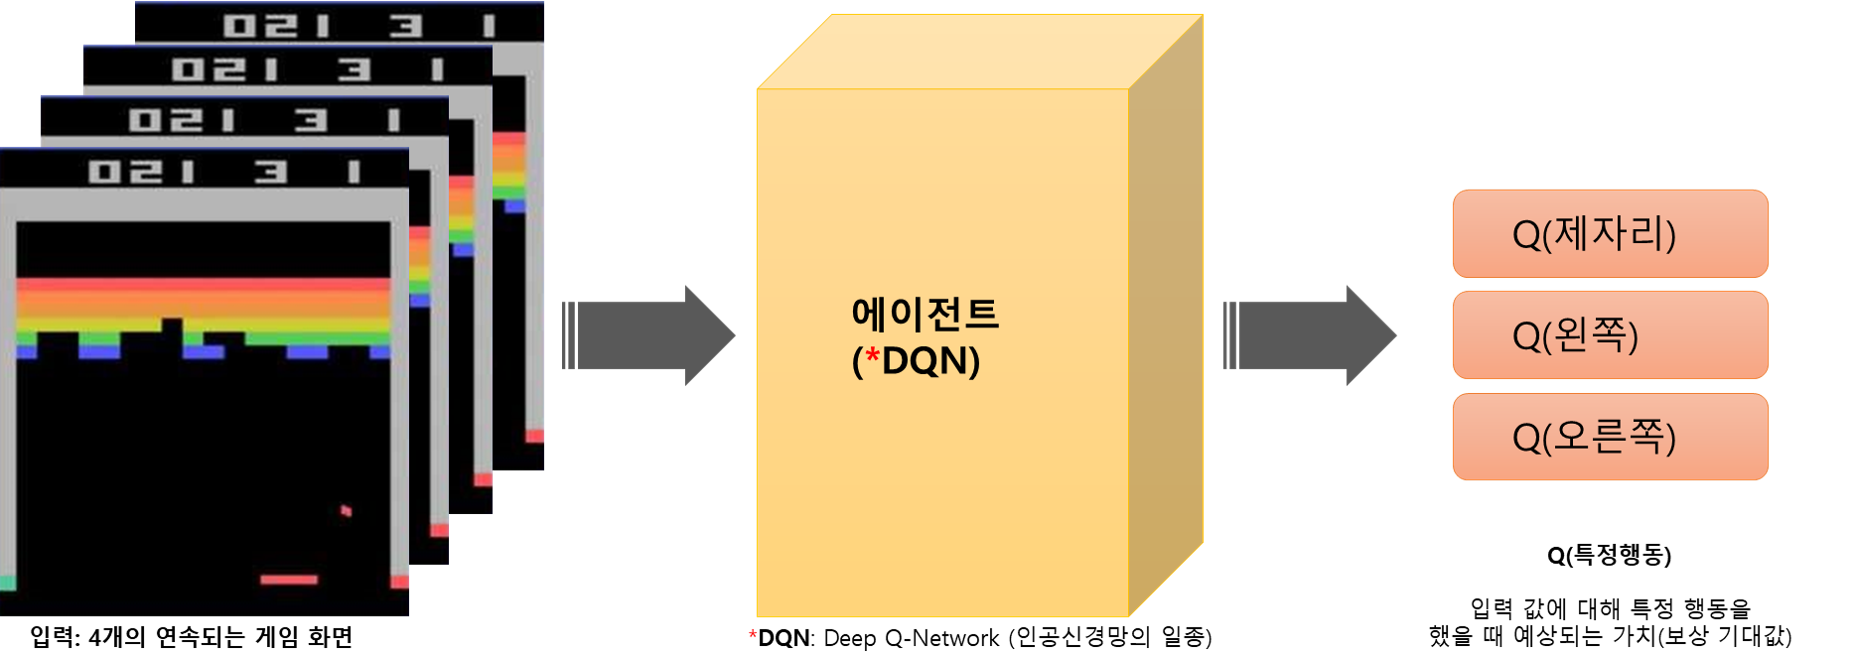 021 3 1
021 3 1
021 3 1
021 3 1
입력: 4개의 연속되는 게임 화면
에이전트
(*DQN)
*DQN: Deep Q-Network (인공신경망의 일종)
Q(제자리)
Q(왼쪽)
Q(오른쪽)
Q(특정행동)
입력 값에 대해 특정 행동을
했을 때 예상되는 가치(보상 기대값)